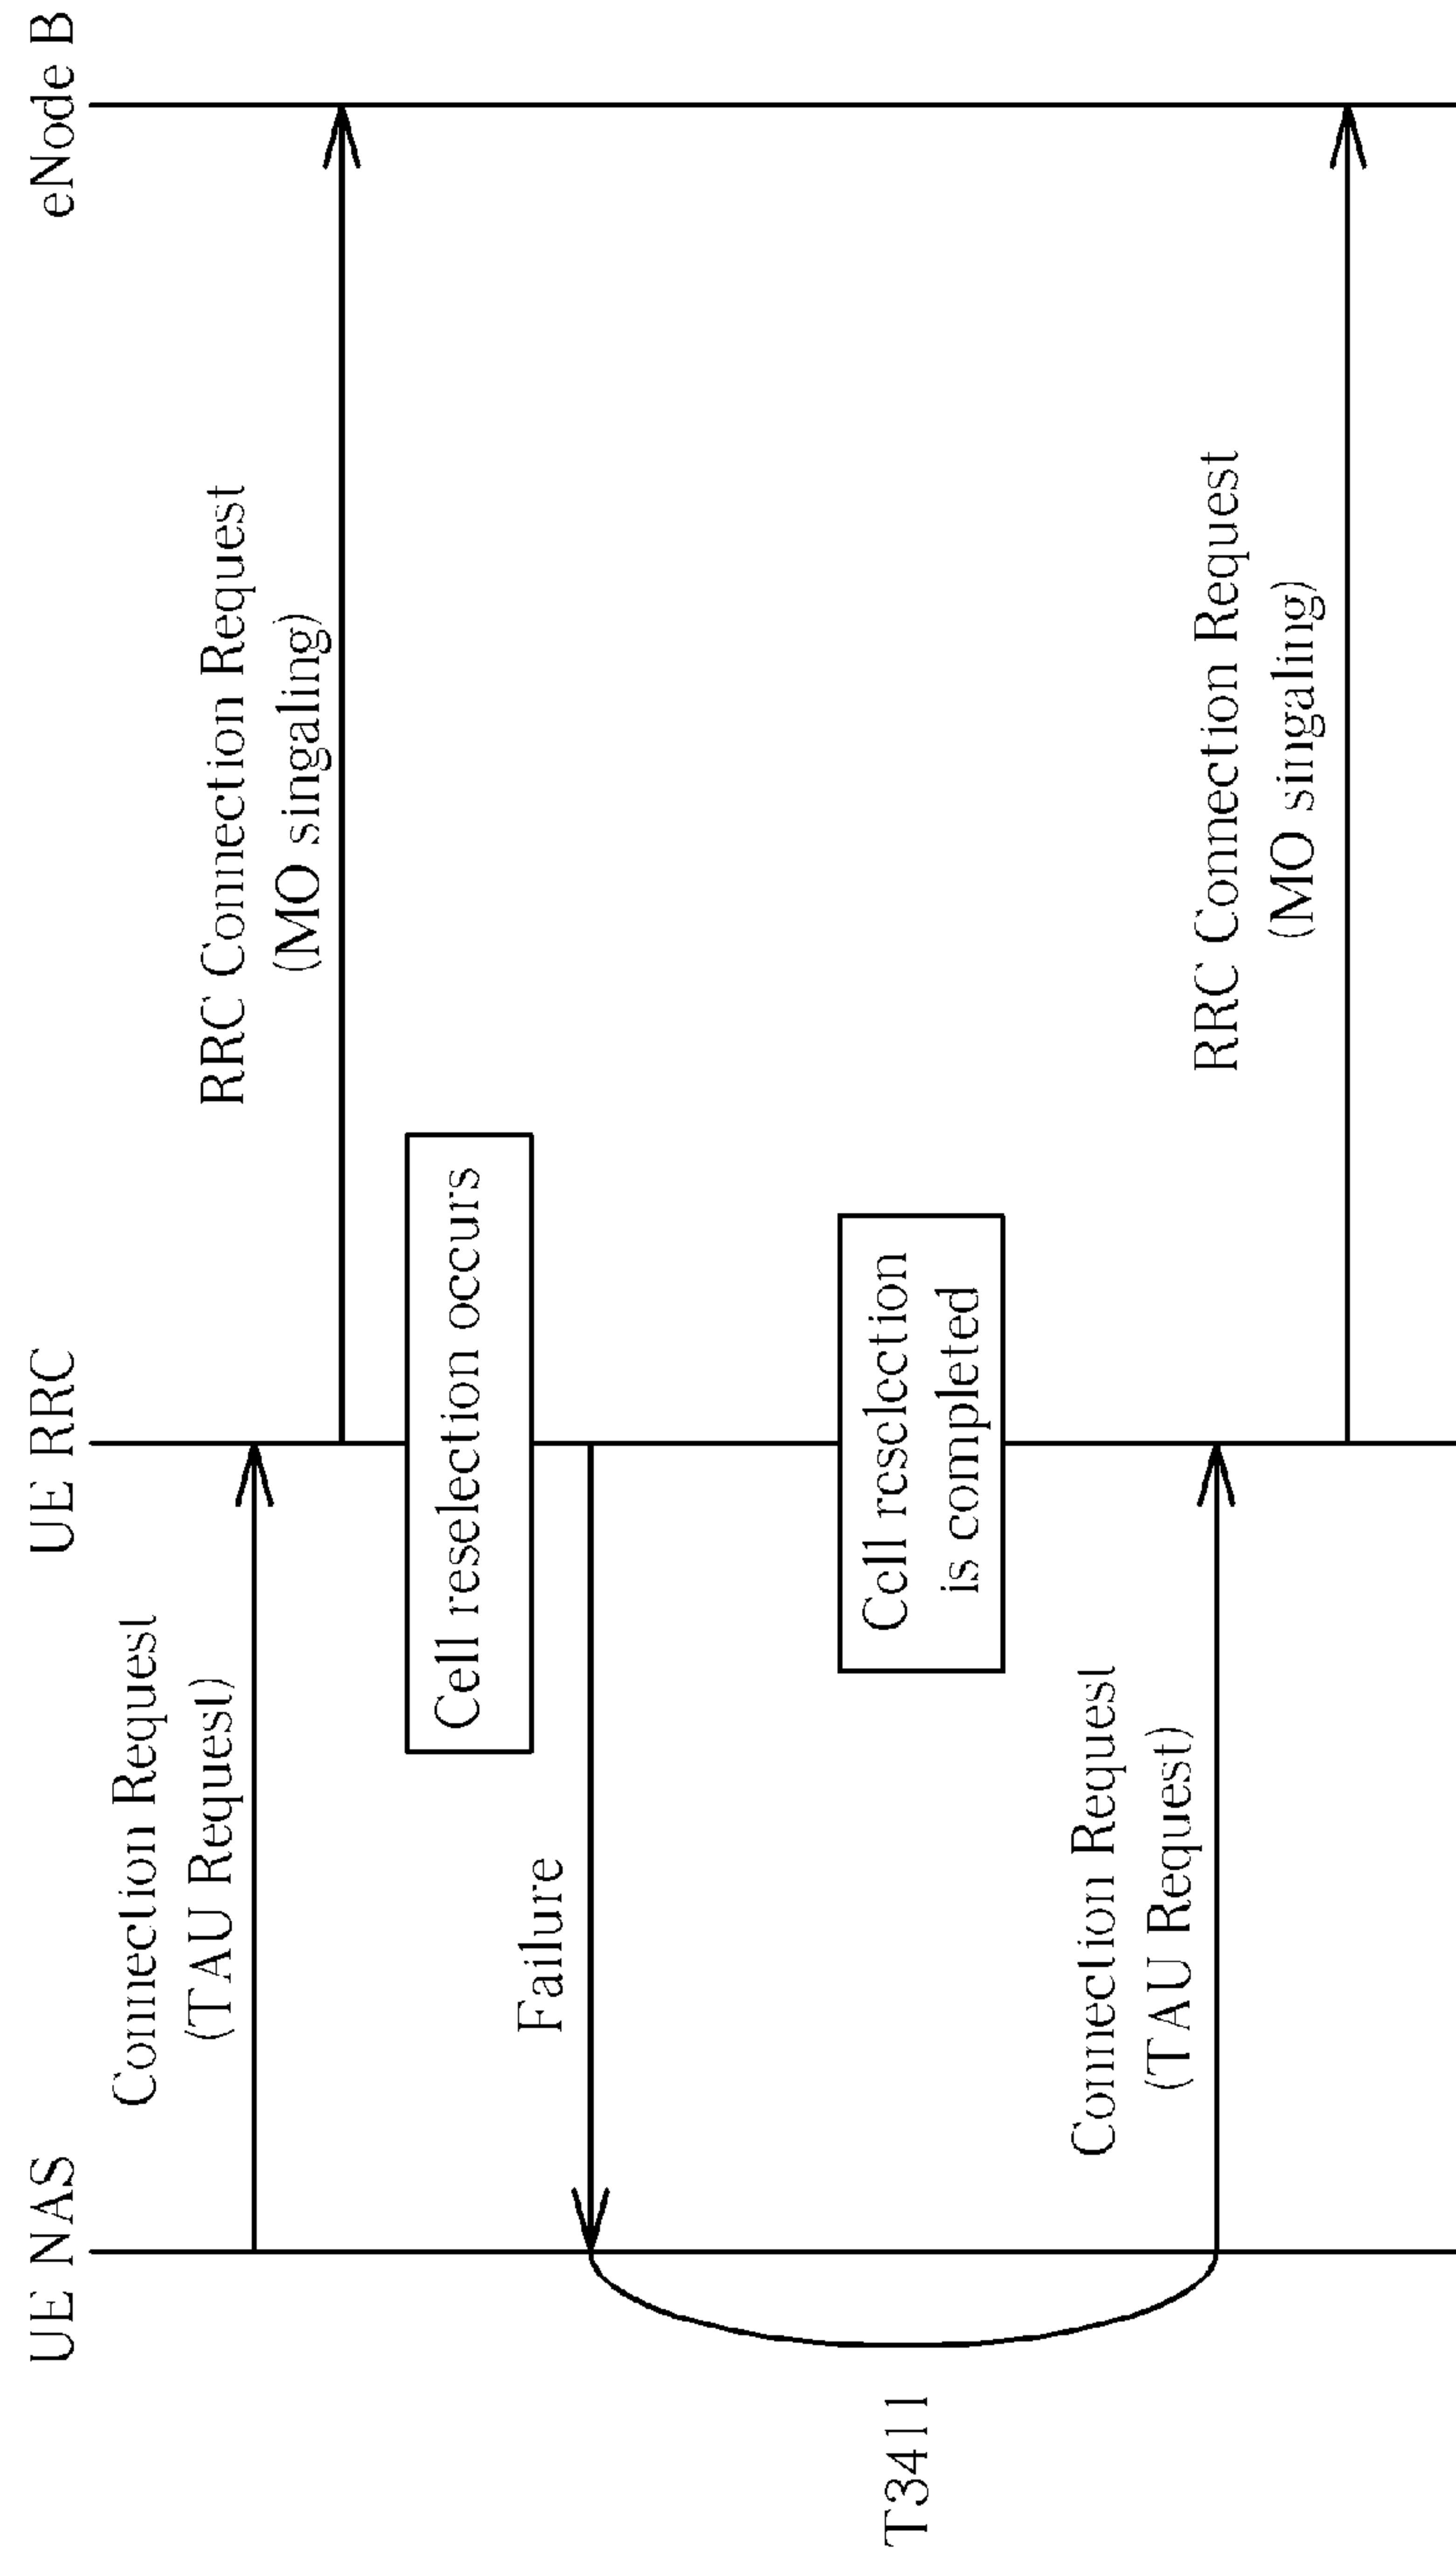 UE NAS
UE RRC
eNode B
Connection Request
(TAU Request)
RRC Connection Request
(MO singaling)
Cell reselection occurs
Failure
T3411
Cell reselection
is completed
Connection Request
(TAU Request)
RRC Connection Request
(MO singaling)